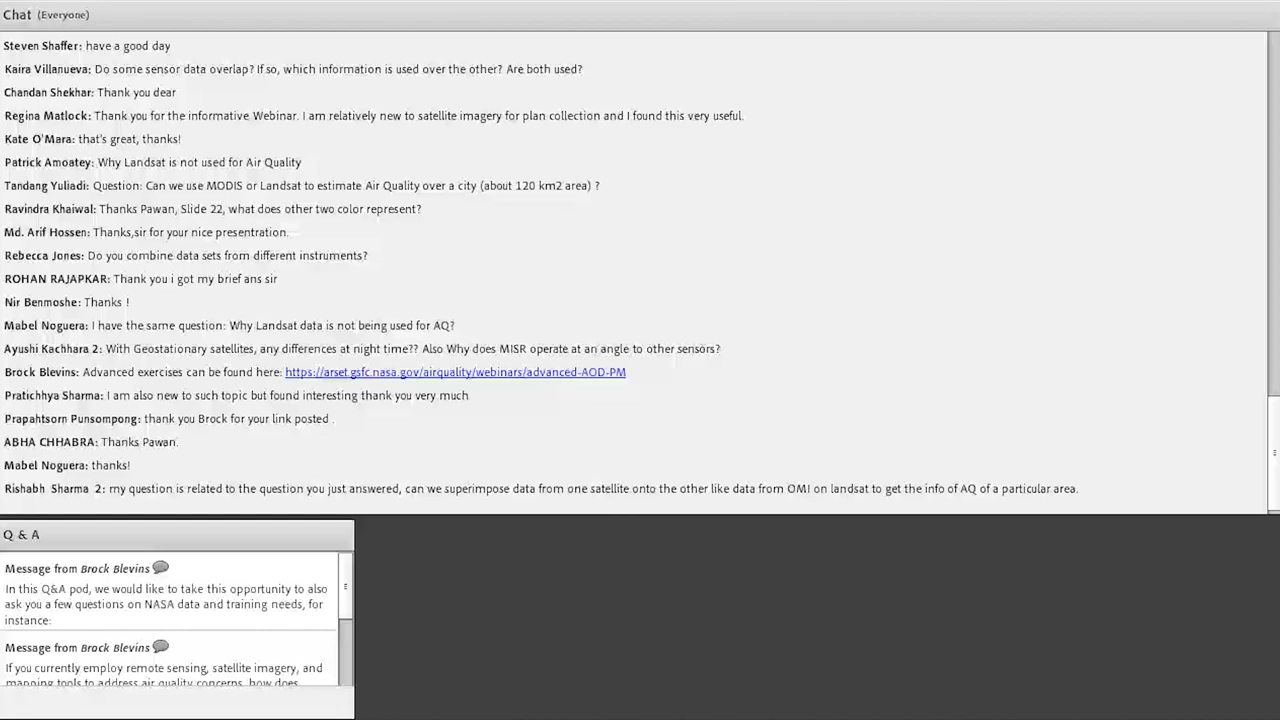 Chat (Everyone)
Steven Shaffer: have a good day
Kaira Villanueva: Do some sensor data overlap? If so, which information is used over the other? Are both used?
Chandan Shekhar: Thank you dear
Regina Matlock: Thank you for the informative Webinar. I am relatively new to satellite imagery for plan collection and I found this very useful.
Kate O'Mara: that's great, thanks!
Patrick Amoatey: Why Landsat is not used for Air Quality
Tandang Yuliadi: Question: Can we use MODIS or Landsat to estimate Air Quality over a city (about 120 km2 area) ?
Ravindra Khaiwal: Thanks Pawan, Slide 22, what does other two color represent?
Md. Arif Hossen: Thanks,sir for your nice presentation.
Rebecca Jones: Do you combine data sets from different instruments?
ROHAN RAJAPKAR: Thank you i got my brief ans sir
Nir Benmoshe: Thanks !
Mabel Noguera: I have the same question: Why Landsat data is not being used for AQ?
Ayushi Kachhara 2: With Geostationary satellites, any differences at night time?? Also Why does MISR operate at an angle to other sensors?
Brock Blevins: Advanced exercises can be found here: https://arset.gsfc.nasa.gov/airquality/webinars/advanced-AOD-PM
Pratichhya Sharma: I am also new to such topic but found interesting thank you very much
Prapahtsorn Punsompong: thank you Brock for your link posted .
ABHA CHHABRA: Thanks Pawan.
Mabel Noguera: thanks!
Rishabh Sharma 2: my question is related to the question you just answered, can we superimpose data from one satellite onto the other like data from OMI on landsat to get the info of AQ of a particular area.
Q & A
Message from Brock Blevins
In this Q&A pod, we would like to take this opportunity to also
ask you a few questions on NASA data and training needs, for
instance:
Message from Brock Blevins
If you currently employ remote sensing, satellite imagery, and
mapping tools to address air quality concerns, how does